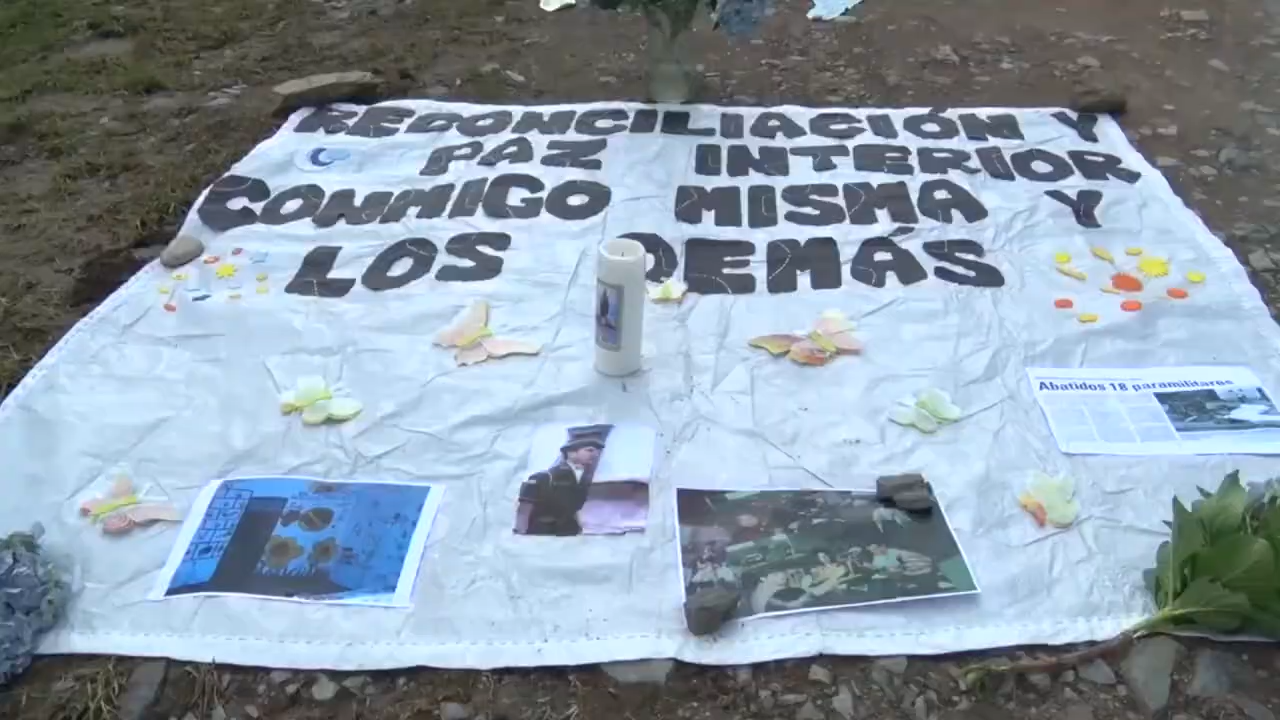 RECONCILIACIÓN Y
PAZ INTERIOR
CONMIGO MISMA Y
LOS DEMÁS
Abatidos 18 paramilitares